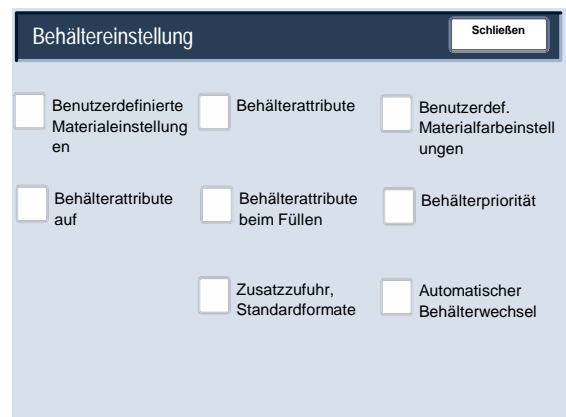 Behältereinstellung
Schließen
Benutzerdefinierte
Materialeinstellung
en
Behälterattribute
Benutzerdef.
Materialfarbeinstell
ungen
Behälterattribute
auf
Behälterattribute
beim Füllen
Behälterpriorität
Zusatzzufuhr,
Standardformate
Automatischer
Behälterwechsel